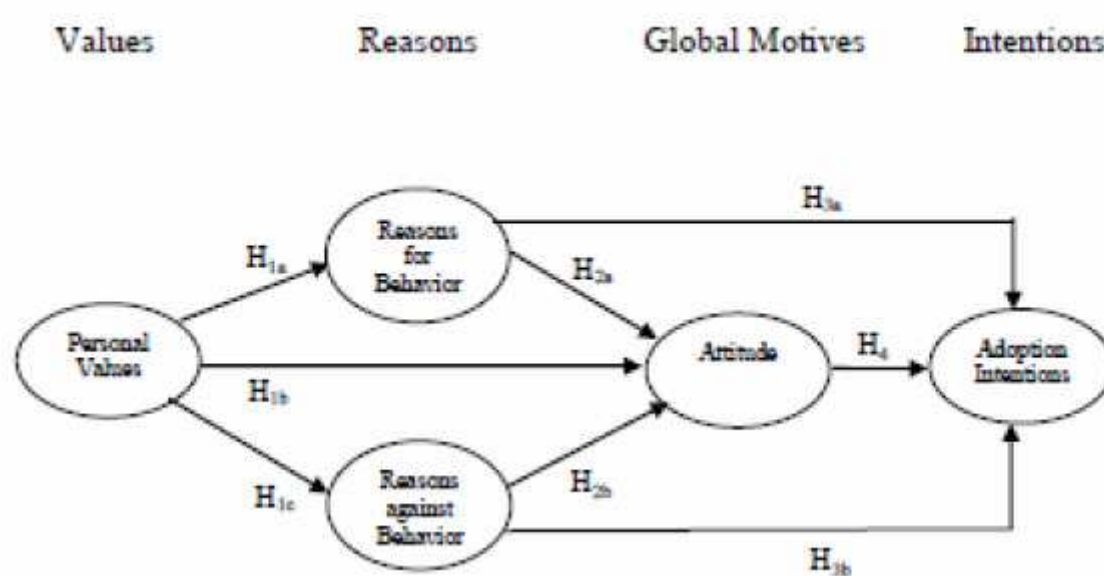 Values Reasons Global Motives Intentions
H3a
Reasons
for
Behavior
H1a
H2a
Personal
Values
Attitude
H4
Adoption
Intentions
H1b
H1c
Reasons
against
Behavior
H2b
H3b